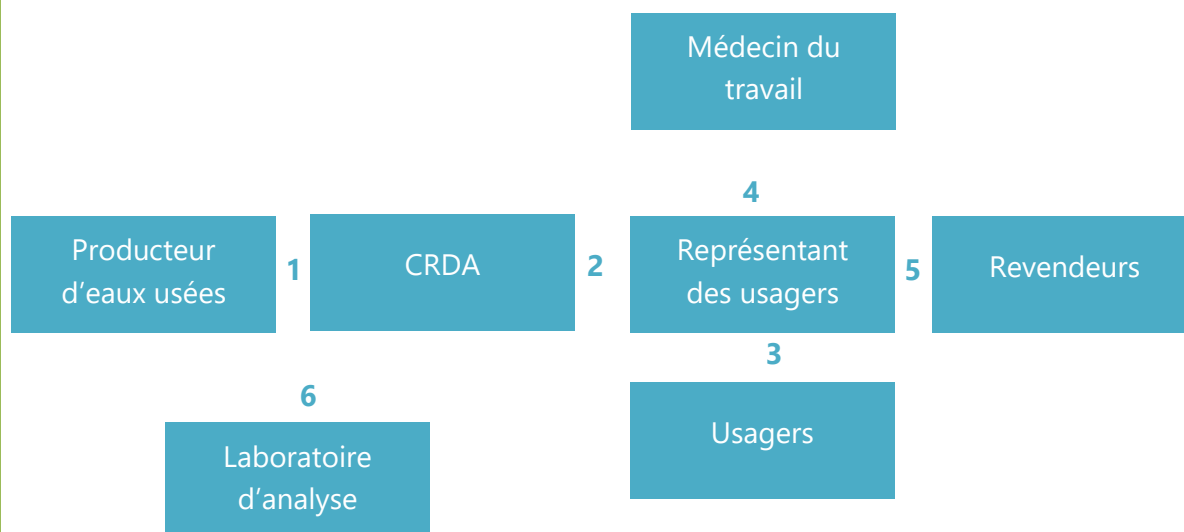 Médecin du
travail
4
Producteur
d'eaux usées
1
CRDA
2
Représentant
des usagers
5
Revendeurs
3
6
Usagers
Laboratoire
d'analyse